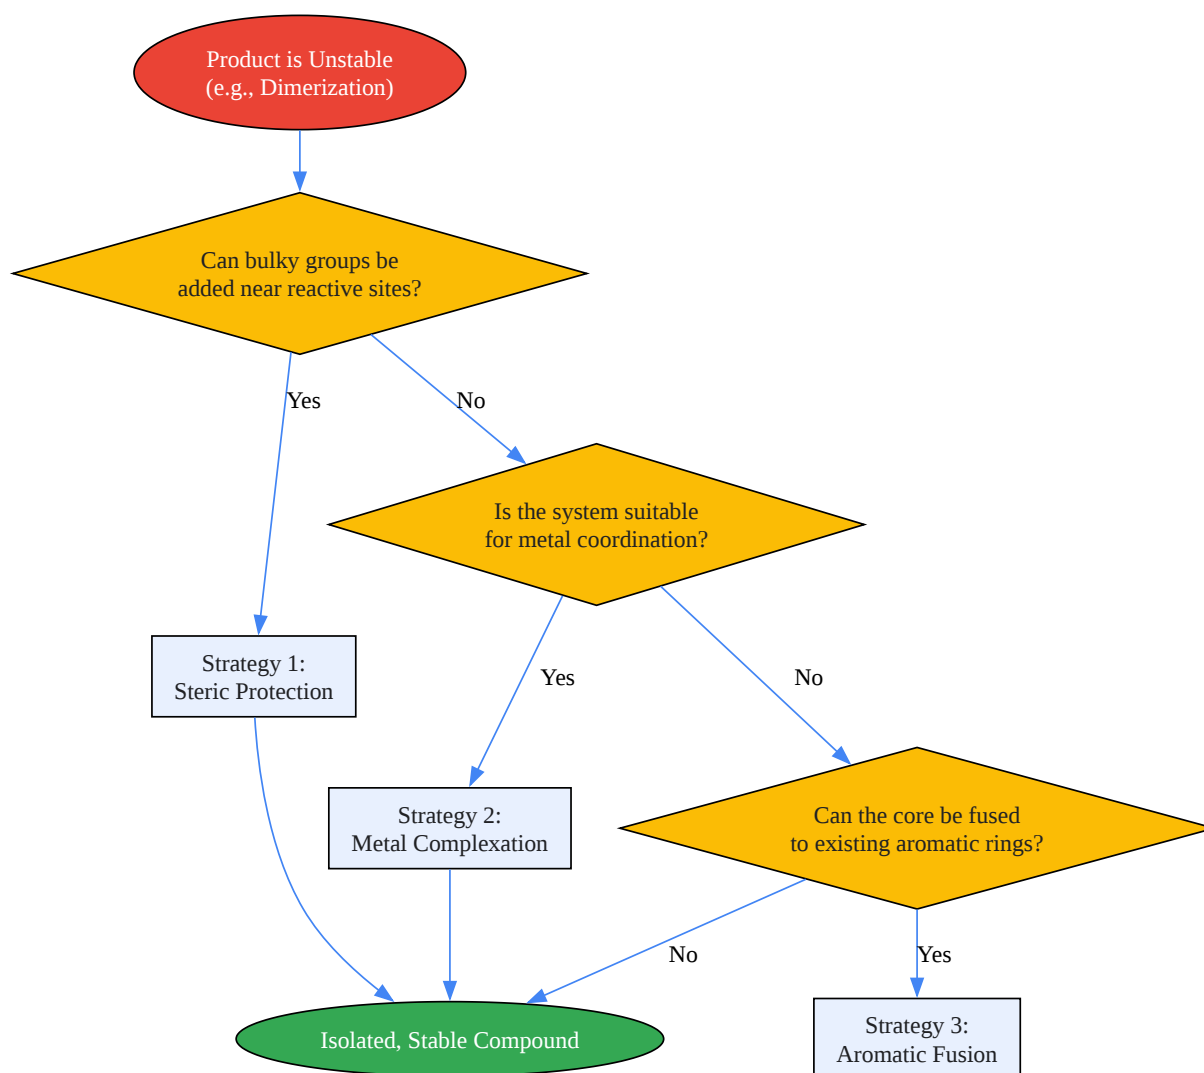 Product is Unstable
(e.g., Dimerization)
Can bulky groups be
added near reactive sites?
Yes
No
Is the system suitable
for metal coordination?
Yes
No
Strategy 1:
Steric Protection
Strategy 2:
Metal Complexation
Can the core be fused
to existing aromatic rings?
No
Yes
Isolated, Stable Compound
Strategy 3:
Aromatic Fusion